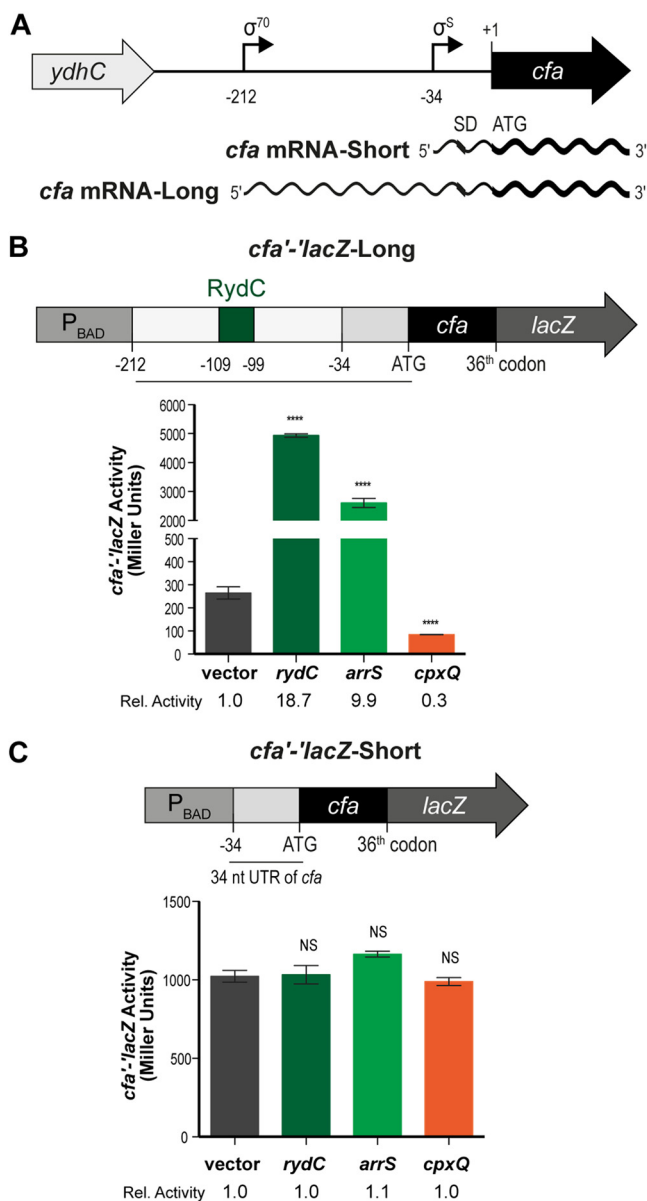 A
σ⁷⁰ σˢ +1
ydhC cfa
-212 -34
SD ATG
cfa mRNA-Short 5' 3'
cfa mRNA-Long 5' 3'
B cfa'-'lacZ-Long
RydC
P_BAD cfa lacZ
-212 -109 -99 -34 ATG 36th codon
cfa'-'lacZ Activity
(Miller Units)
6000
5000
4000
3000
2000
500
400
300
200
100
0
**** **** ****
vector rydC arrS cpxQ
Rel. Activity 1.0 18.7 9.9 0.3
C cfa'-'lacZ-Short
P_BAD cfa lacZ
-34 ATG 36th codon
34 nt UTR of cfa
cfa'-'lacZ Activity
(Miller Units)
1500
1000
500
0
NS NS NS
vector rydC arrS cpxQ
Rel. Activity 1.0 1.0 1.1 1.0